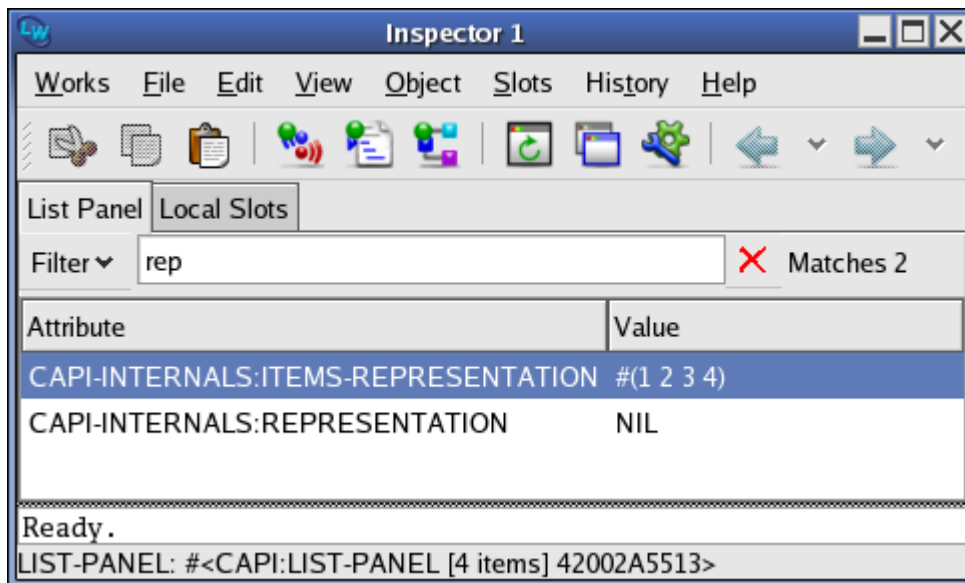 LW Inspector 1
Works File Edit View Object Slots History Help
List Panel Local Slots
Filter rep Matches 2
Attribute Value
CAPI-INTERNALS:ITEMS-REPRESENTATION #(1 2 3 4)
CAPI-INTERNALS:REPRESENTATION NIL
Ready.
LIST-PANEL: #<CAPI:LIST-PANEL [4 items] 42002A5513>